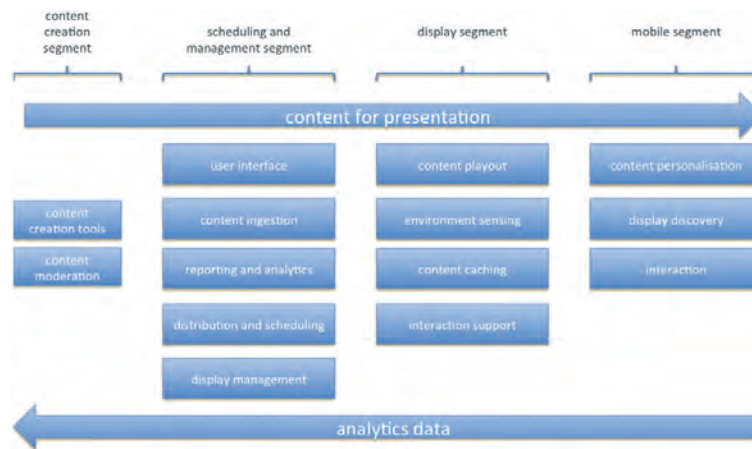 content
creation
segment
scheduling and
management segment
display segment
mobile segment
content for presentation
user interface
content playout
content personalisation
content
creation tools
content ingestion
environment sensing
display discovery
content
moderation
reporting and analytics
content caching
interaction
distribution and scheduling
interaction support
display management
analytics data